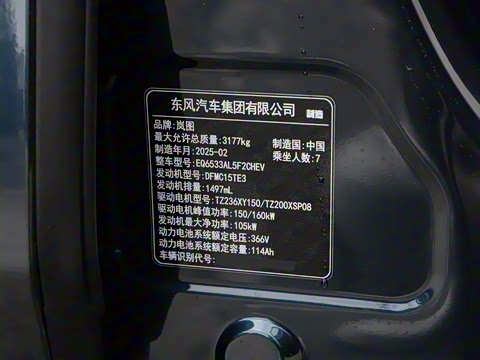 东风汽车集团有限公司 制造
品牌:岚图
最大允许总质量:3177kg 制造国:中国
制造年月:2025-02 乘坐人数:7
整车型号:EQ6533AL5F2CHEV
发动机型号:DFMC15TE3
发动机排量:1497mL
驱动电机型号:TZ236XY150/TZ200XSP08
驱动电机峰值功率:150/160kW
发动机最大净功率:105kW
动力电池系统额定电压:366V
动力电池系统额定容量:114Ah
车辆识别代号: